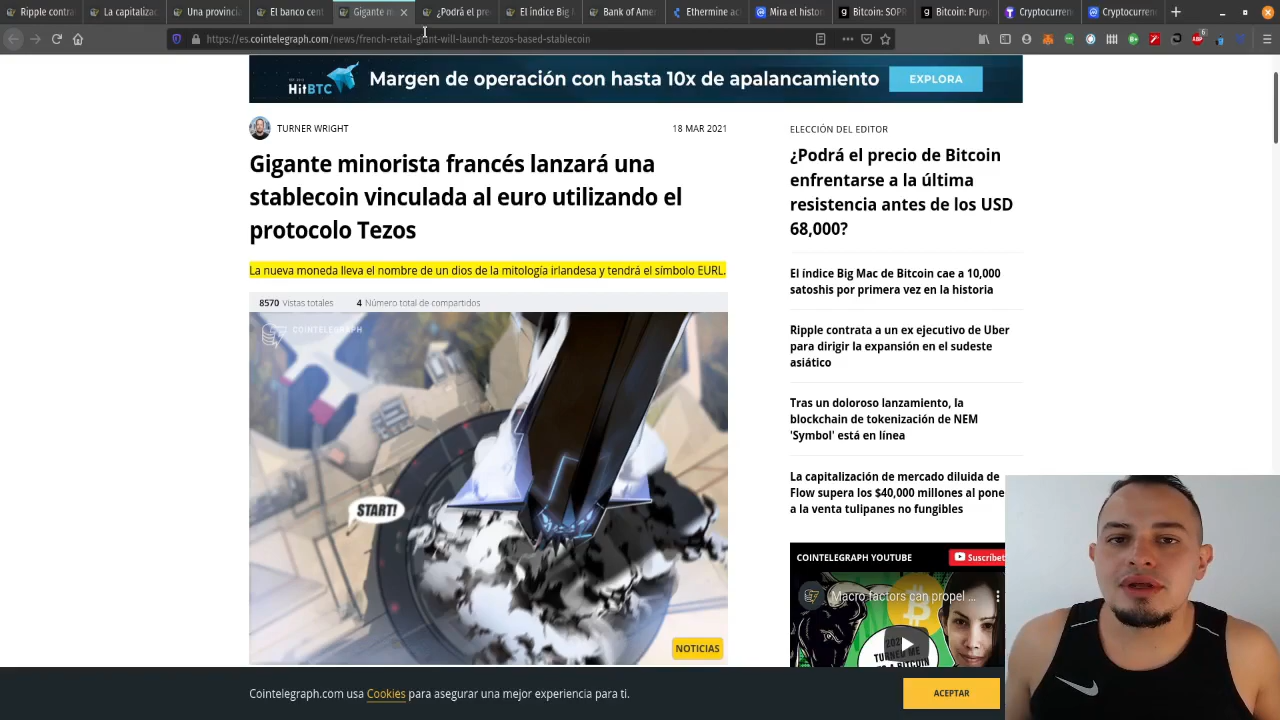 Ripple contr
La capitaliza
Una provinci
El banco cen
Gigante m
¿Podrá el pr
El índice Big
Bank of Ame
Ethermine ac
Mira el histo
Bitcoin SOPR
Bitcoin Purp
Cryptocurren
https://es.cointelegraph.com/news/french-retail-giant-will-launch-tezos-based-stablecoin
HitBTC
Margen de operación con hasta 10x de apalancamiento
EXPLORA
TURNER WRIGHT
18 MAR 2021
Gigante minorista francés lanzará una
stablecoin vinculada al euro utilizando el
protocolo Tezos
La nueva moneda lleva el nombre de un dios de la mitología irlandesa y tendrá el símbolo EURL.
8570 Vistas totales
4 Número total de compartidos
COINTELEGRAPH
START!
NOTICIAS
ELECCIÓN DEL EDITOR
¿Podrá el precio de Bitcoin
enfrentarse a la última
resistencia antes de los USD
68,000?
El índice Big Mac de Bitcoin cae a 10,000
satoshis por primera vez en la historia
Ripple contrata a un ex ejecutivo de Uber
para dirigir la expansión en el sudeste
asiático
Tras un doloroso lanzamiento, la
blockchain de tokenización de NEM
'Symbol' está en línea
La capitalización de mercado diluida de
Flow supera los $40,000 millones al pone
a la venta tulipanes no fungibles
COINTELEGRAPH YOUTUBE
Suscríbet
Macro factors can propel ...
Cointelegraph.com usa Cookies para asegurar una mejor experiencia para ti.
ACEPTAR